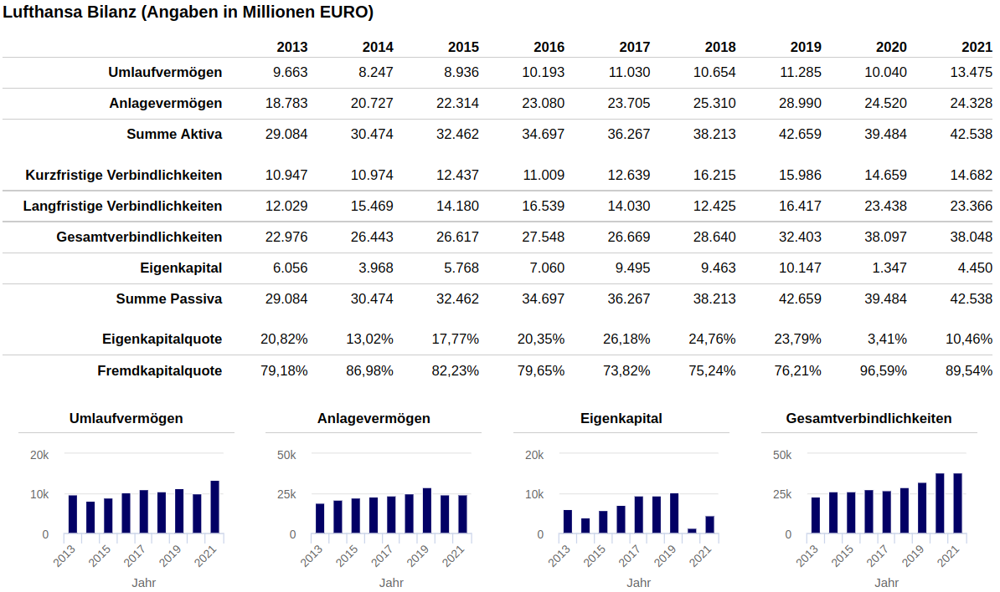 Lufthansa Bilanz (Angaben in Millionen EURO)
2013 2014 2015 2016 2017 2018 2019 2020 2021
Umlaufvermögen 9.663 8.247 8.936 10.193 11.030 10.654 11.285 10.040 13.475
Anlagevermögen 18.783 20.727 22.314 23.080 23.705 25.310 28.990 24.520 24.328
Summe Aktiva 29.084 30.474 32.462 34.697 36.267 38.213 42.659 39.484 42.538
Kurzfristige Verbindlichkeiten 10.947 10.974 12.437 11.009 12.639 16.215 15.986 14.659 14.682
Langfristige Verbindlichkeiten 12.029 15.469 14.180 16.539 14.030 12.425 16.417 23.438 23.366
Gesamtverbindlichkeiten 22.976 26.443 26.617 27.548 26.669 28.640 32.403 38.097 38.048
Eigenkapital 6.056 3.968 5.768 7.060 9.495 9.463 10.147 1.347 4.450
Summe Passiva 29.084 30.474 32.462 34.697 36.267 38.213 42.659 39.484 42.538
Eigenkapitalquote 20,82% 13,02% 17,77% 20,35% 26,18% 24,76% 23,79% 3,41% 10,46%
Fremdkapitalquote 79,18% 86,98% 82,23% 79,65% 73,82% 75,24% 76,21% 96,59% 89,54%
Umlaufvermögen
20k
10k
0
2013 2015 2017 2019 2021
Jahr
Anlagevermögen
50k
25k
0
2013 2015 2017 2019 2021
Jahr
Eigenkapital
20k
10k
0
2013 2015 2017 2019 2021
Jahr
Gesamtverbindlichkeiten
50k
25k
0
2013 2015 2017 2019 2021
Jahr